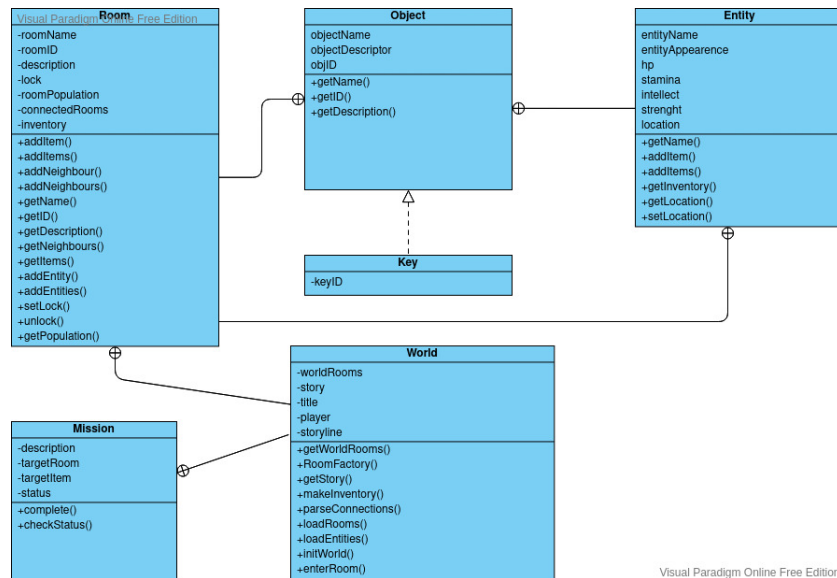 Visual Paradigm Online Free Edition
Room
-roomName
-roomID
-description
-lock
-roomPopulation
-connectedRooms
-inventory
+addItem()
+addItems()
+addNeighbour()
+addNeighbours()
+getName()
+getID()
+getDescription()
+getNeighbours()
+getItems()
+addEntity()
+addEntities()
+setLock()
+unlock()
+getPopulation()
Object
objectName
objectDescriptor
objID
+getName()
+getID()
+getDescription()
Entity
entityName
entityAppearence
hp
stamina
intellect
strenght
location
+getName()
+addItem()
+addItems()
+getInventory()
+getLocation()
+setLocation()
Key
-keyID
World
-worldRooms
-story
-title
-player
-storyline
+getWorldRooms()
+RoomFactory()
+getStory()
+makeInventory()
+parseConnections()
+loadRooms()
+loadEntities()
+initWorld()
+enterRoom()
Mission
-description
-targetRoom
-targetItem
-status
+complete()
+checkStatus()
Visual Paradigm Online Free Edition